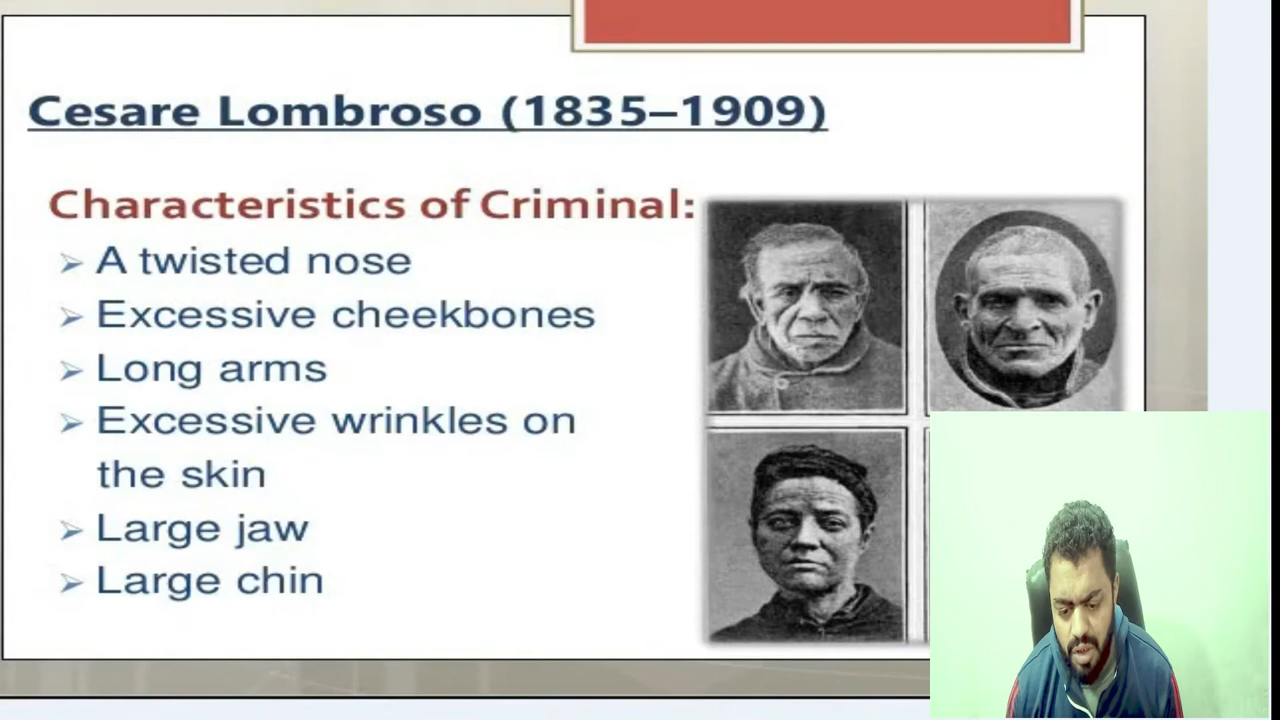 Cesare Lombroso (1835–1909)
Characteristics of Criminal:
A twisted nose
Excessive cheekbones
Long arms
Excessive wrinkles on
the skin
Large jaw
Large chin